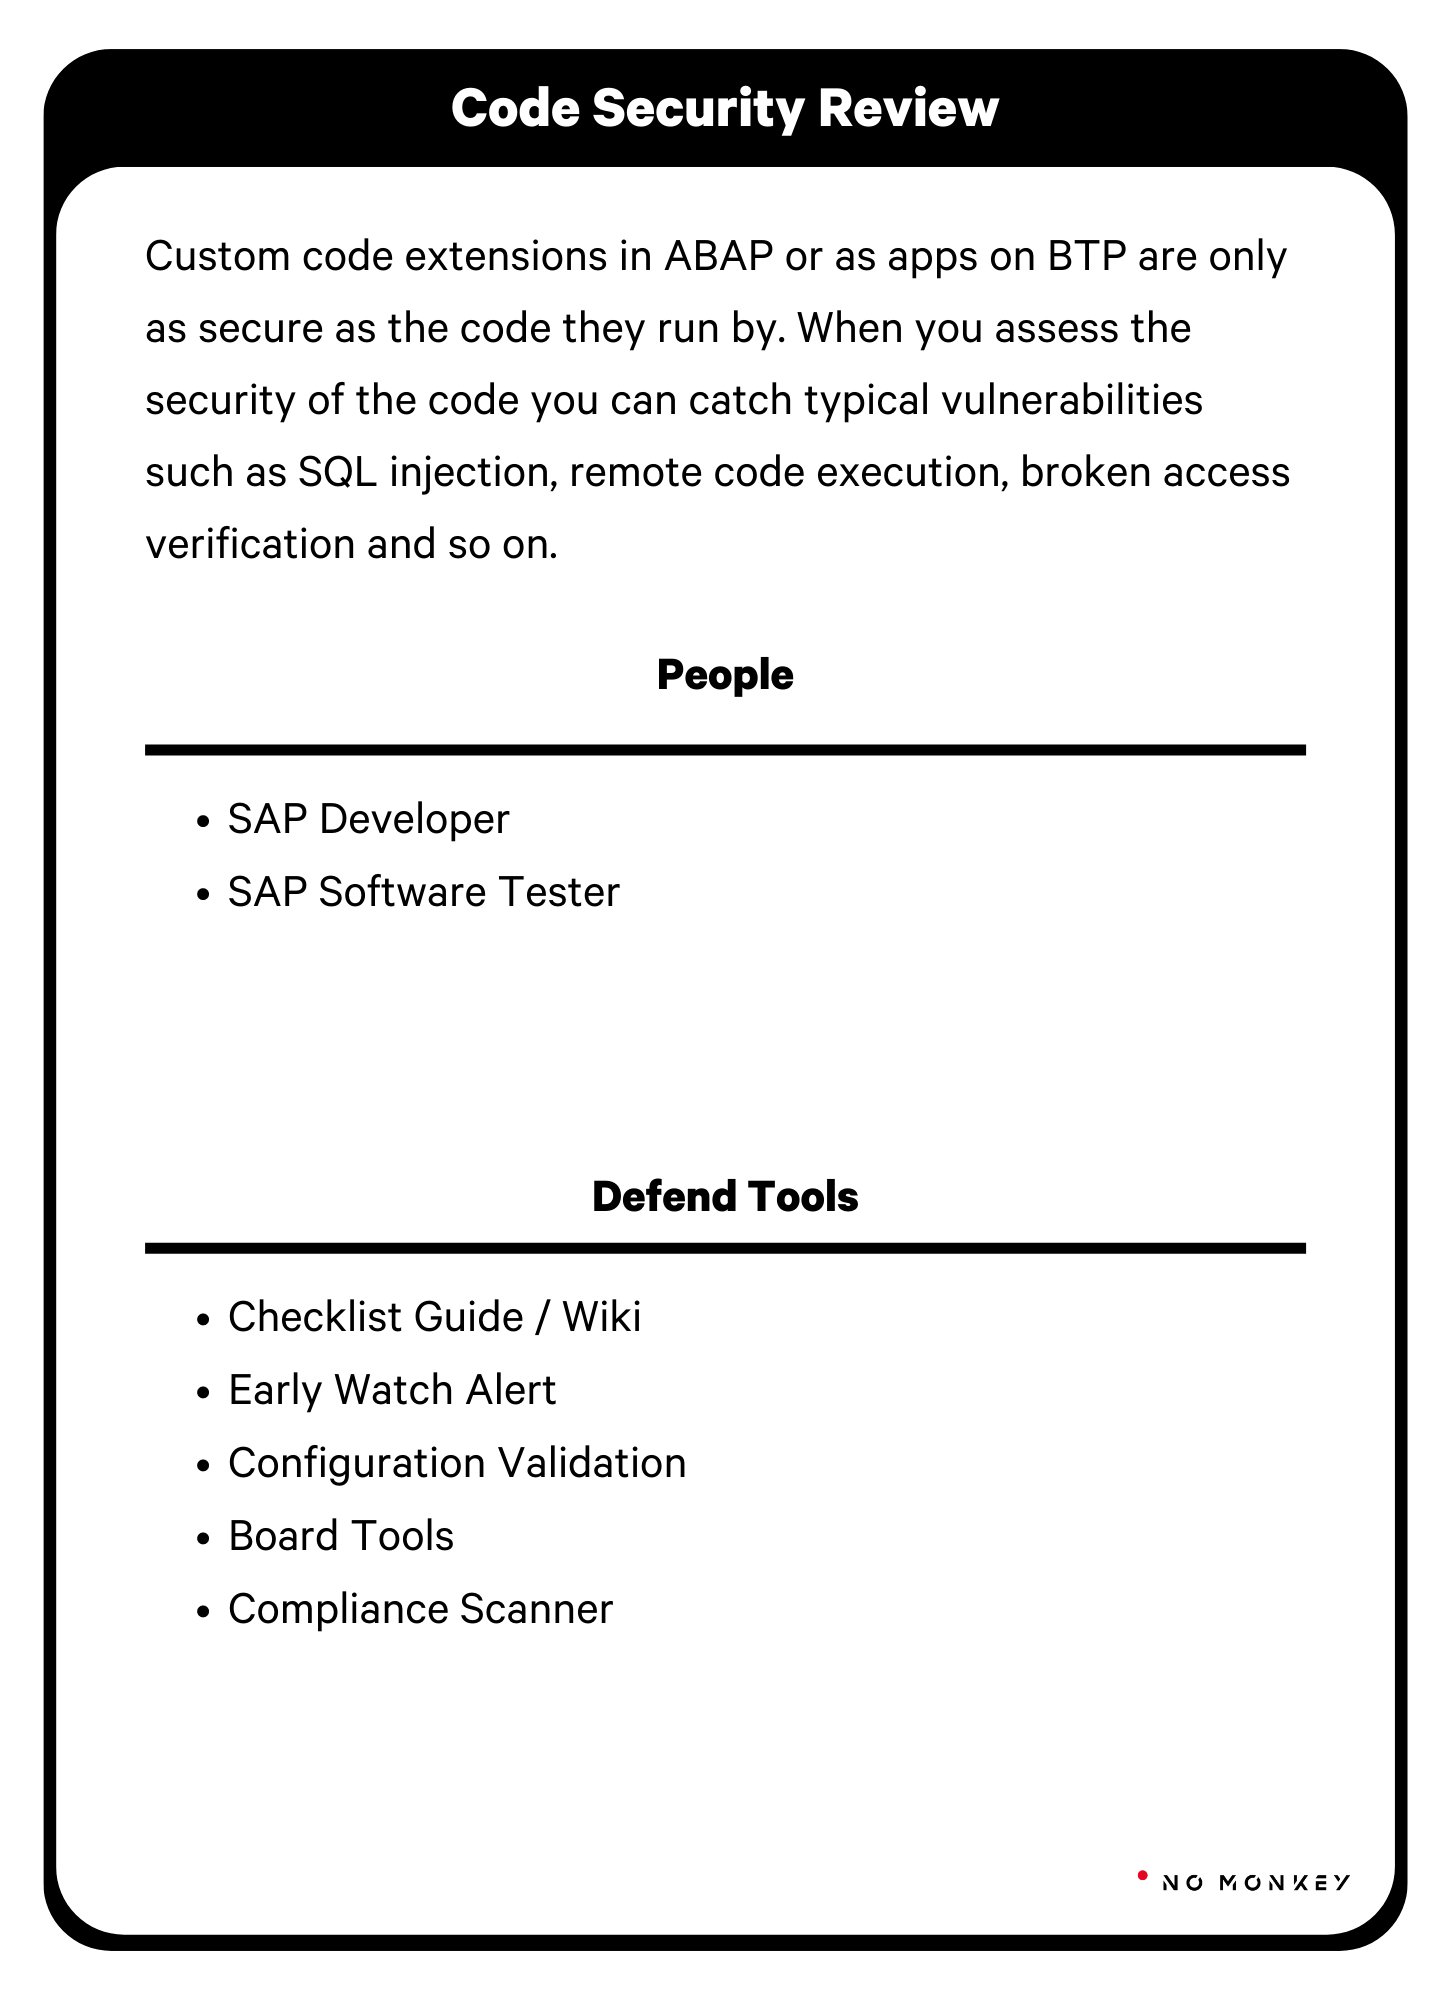 Code Security Review
Custom code extensions in ABAP or as apps on BTP are only
as secure as the code they run by. When you assess the
security of the code you can catch typical vulnerabilities
such as SQL injection, remote code execution, broken access
verification and so on.
People
• SAP Developer
• SAP Software Tester
Defend Tools
• Checklist Guide / Wiki
• Early Watch Alert
• Configuration Validation
• Board Tools
• Compliance Scanner
NO MONKEY